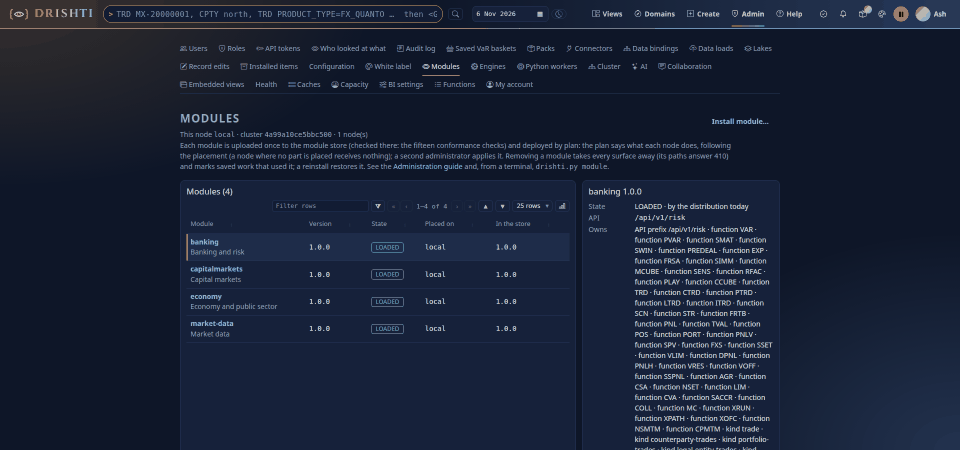 DRISHTI
> TRD MX-20000001, CPTY north, TRD PRODUCT_TYPE=FX_QUANTO … then <G
6 Nov 2026
Views Domains Create Admin Help Ash
Users Roles API tokens Who looked at what Audit log Saved VaR baskets Packs Connectors Data bindings Data loads Lakes
Record edits Installed items Configuration White label Modules Engines Python workers Cluster AI Collaboration
Embedded views Health Caches Capacity BI settings Functions My account
MODULES
Install module...
This node local · cluster 4a99a10ce5bbc500 · 1 node(s)
Each module is uploaded once to the module store (checked there: the fifteen conformance checks) and deployed by plan: the plan says what each node does, following
the placement (a node where no part is placed receives nothing); a second administrator applies it. Removing a module takes every surface away (its paths answer 410)
and marks saved work that used it; a reinstall restores it. See the Administration guide and, from a terminal, drishti.py module.
Modules (4)
Filter rows
1–4 of 4
25 rows
Module Version State Placed on In the store
banking
Banking and risk
1.0.0 LOADED local 1.0.0
capitalmarkets
Capital markets
1.0.0 LOADED local 1.0.0
economy
Economy and public sector
1.0.0 LOADED local 1.0.0
market-data
Market data
1.0.0 LOADED local 1.0.0
banking 1.0.0
State LOADED · by the distribution today
API /api/v1/risk
Owns API prefix /api/v1/risk · function VAR ·
function PVAR · function SMAT · function
SWIN · function PREDEAL · function EXP ·
function FRSA · function SIMM · function
MCUBE · function SENS · function RFAC ·
function PLAY · function CCUBE · function
TRD · function CTRD · function PTRD ·
function LTRD · function ITRD · function
SCN · function STR · function FRTB ·
function PNL · function TVAL · function
POS · function PORT · function PNLV ·
function SPV · function FXS · function SSET
· function VLIM · function DPNL · function
PNLH · function VRES · function VOFF ·
function SSPNL · function AGR · function
CSA · function NSET · function LIM ·
function CVA · function SACCR · function
COLL · function MC · function XRUN ·
function XPATH · function XOFC · function
NSMTM · function CPMTM · kind trade ·
kind counterparty-trades · kind portfolio-
trades · kind legal-entity-trades · kind